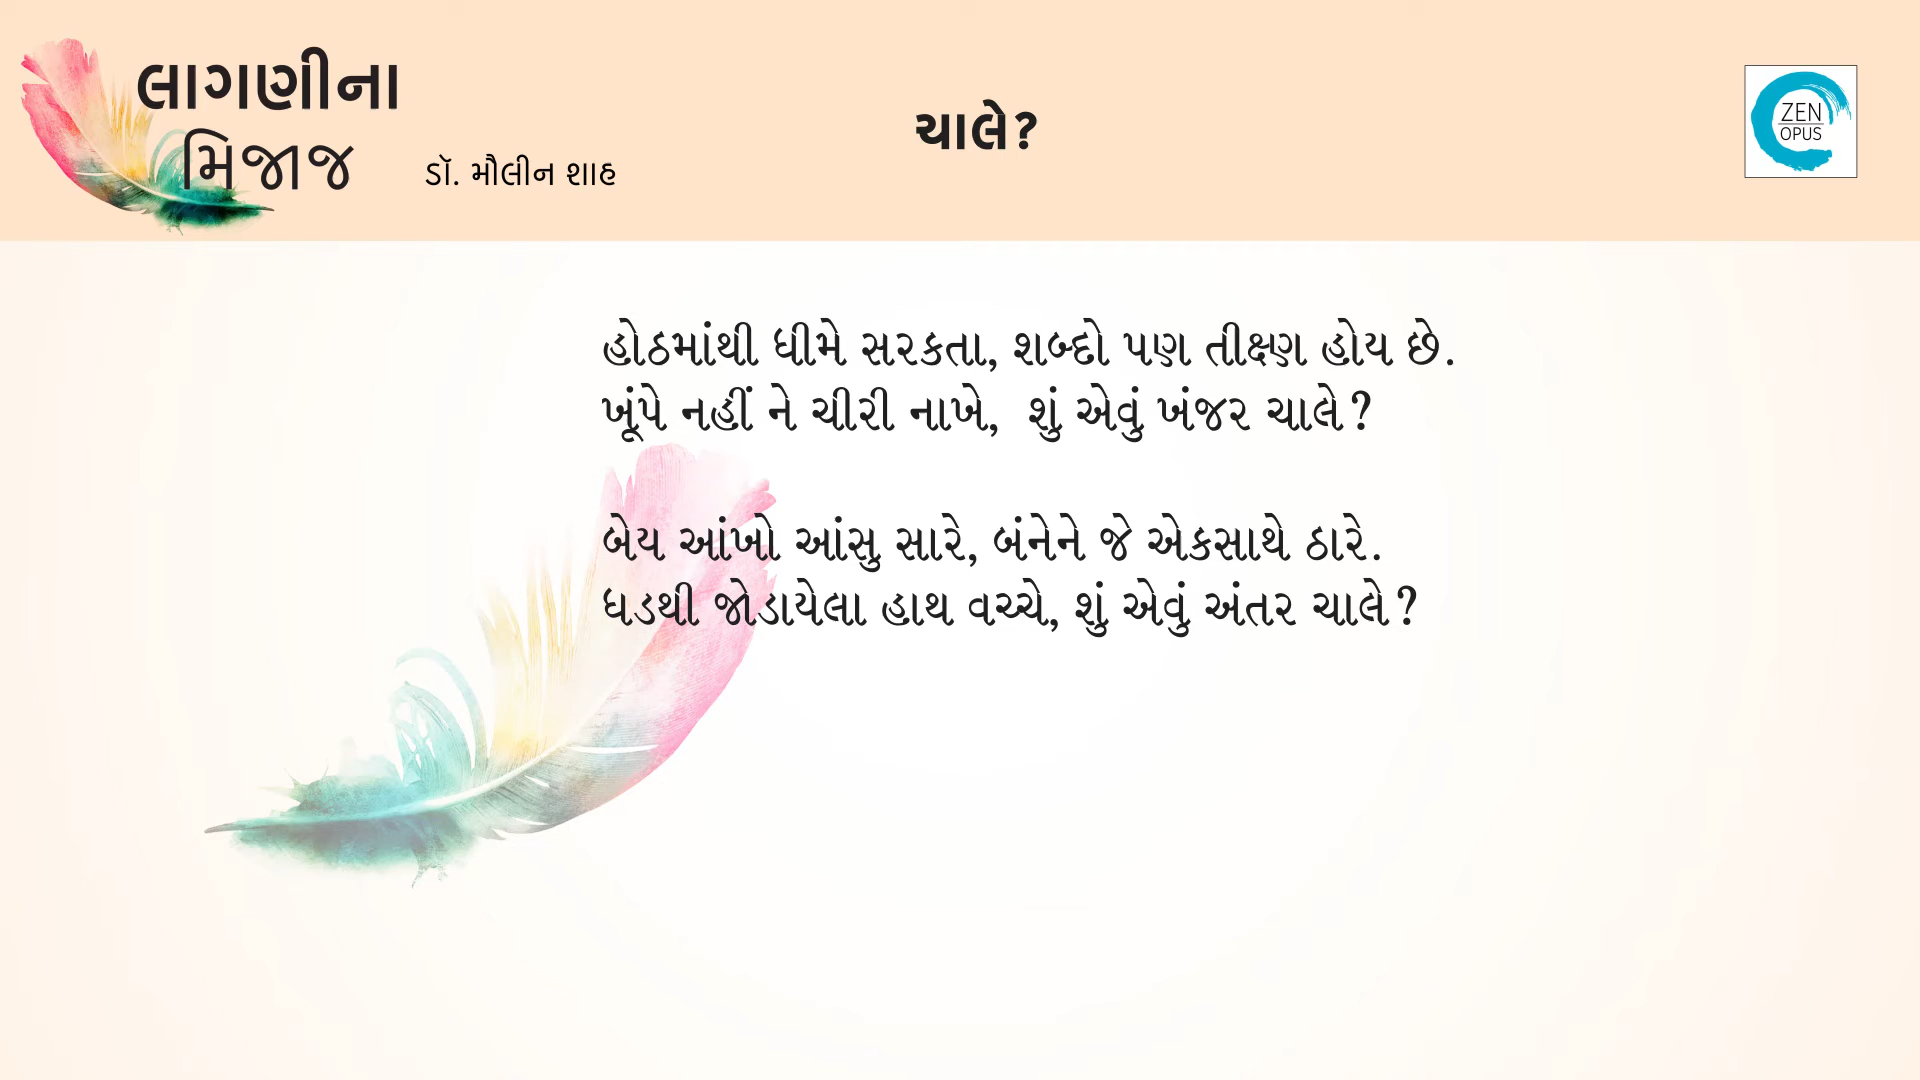 લાગણીના
મિજાજ
ડૉ. મૌલીન શાહ
ચાલે?
ZEN
OPUS
હોઠમાંથી ધીમે સરકતા, શબ્દો પણ તીક્ષ્ણ હોય છે.
ખૂંપે નહીં ને ચીરી નાખે, શું એવું ખંજર ચાલે?
બેય આંખો આંસુ સારે, બંનેને જે એકસાથે ઠારે.
ધડથી જોડાયેલા હાથ વચ્ચે, શું એવું અંતર ચાલે?